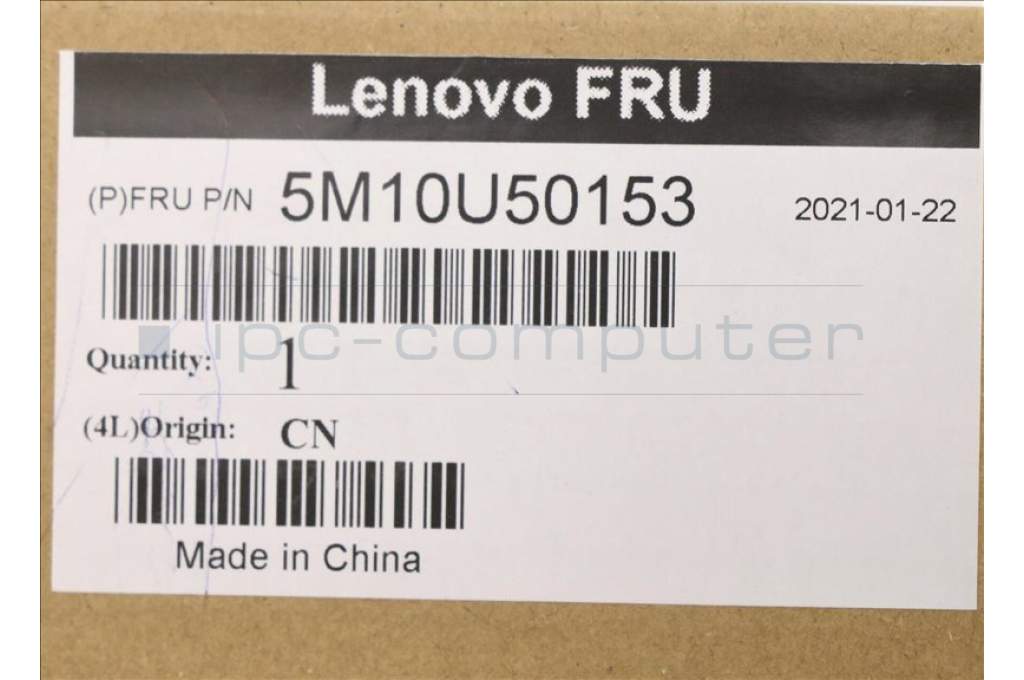 Lenovo FRU
(P)FRU P/N 5M10U50153 2021-01-22
ipc-computer
Quantity: 1
(4L)Origin: CN
Made in China